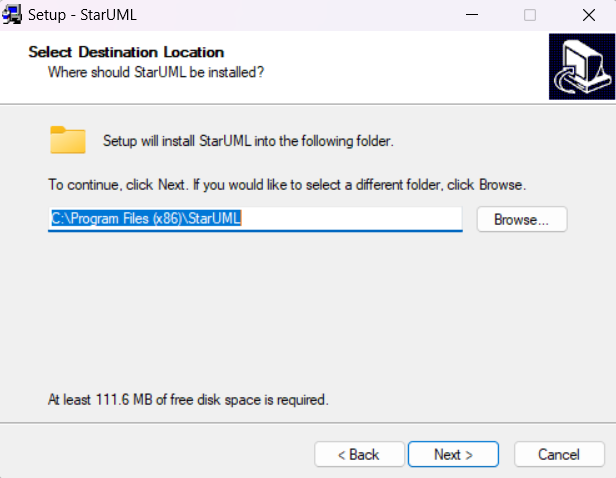 Setup - StarUML
Select Destination Location
Where should StarUML be installed?
Setup will install StarUML into the following folder.
To continue, click Next. If you would like to select a different folder, click Browse.
C:\Program Files (x86)\StarUML
Browse...
At least 111.6 MB of free disk space is required.
< Back
Next >
Cancel